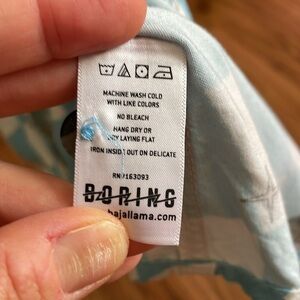 MACHINE WASH COLD
WITH LIKE COLORS
NO BLEACH
HANG DRY OR
DRY LAYING FLAT
IRON INSIDE OUT ON DELICATE
RN#163093
BORING
bajallama.com